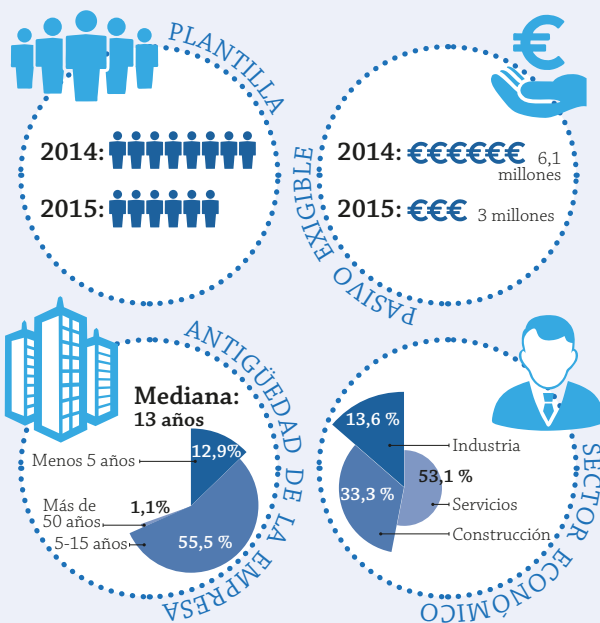 PLANTILLA
2014:
2015:
PASIVO EXIGIBLE
€
2014: €€€€€€ 6,1
millones
2015: €€€ 3 millones
ANTIGÜEDAD DE LA EMPRESA
Mediana:
13 años
12,9%
Menos 5 años
1,1%
Más de
50 años
5-15 años
55,5 %
SECTOR ECONÓMICO
13,6 %
Industria
53,1 %
33,3 %
Servicios
Construcción